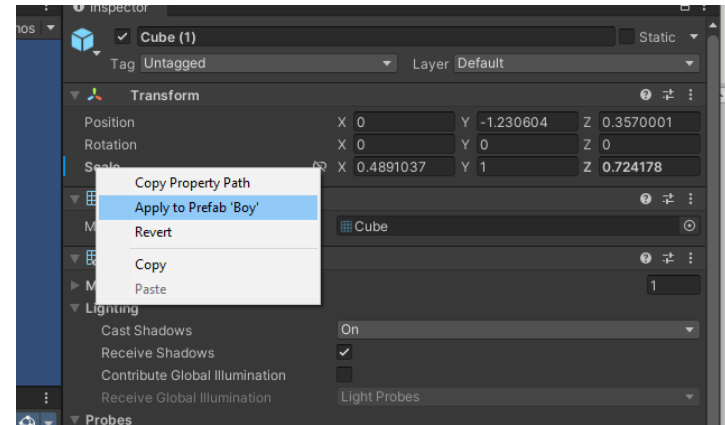 Inspector
Cube (1) Static
Tag Untagged Layer Default
Transform
Position X 0 Y -1.230604 Z 0.3570001
Rotation X 0 Y 0 Z 0
Scale X 0.4891037 Y 1 Z 0.724178
Copy Property Path
Apply to Prefab 'Boy'
Revert
Copy
Paste
M Cube
M 1
Lighting
Cast Shadows On
Receive Shadows
Contribute Global Illumination
Receive Global Illumination Light Probes
Probes